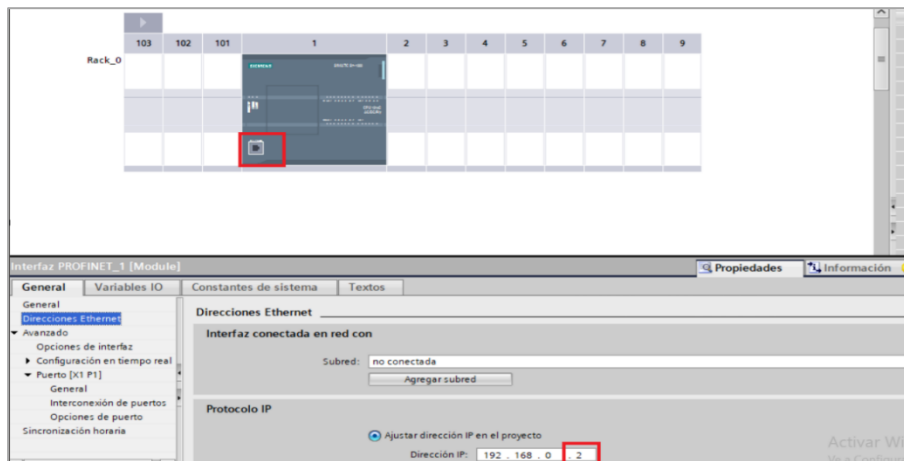 103 102 101 1 2 3 4 5 6 7 8 9
Rack_0
SIEMENS
Interfaz PROFINET_1 [Module]
Propiedades
Información
General
Variables IO
Constantes de sistema
Textos
General
Direcciones Ethernet
Avanzado
Opciones de interfaz
Configuración en tiempo real
Puerto [X1 P1]
General
Interconexión de puertos
Opciones de puerto
Sincronización horaria
Direcciones Ethernet
Interfaz conectada en red con
Subred: no conectada
Agregar subred
Protocolo IP
Ajustar dirección IP en el proyecto
Dirección IP: 192 . 168 . 0 . 2
Activar Wi